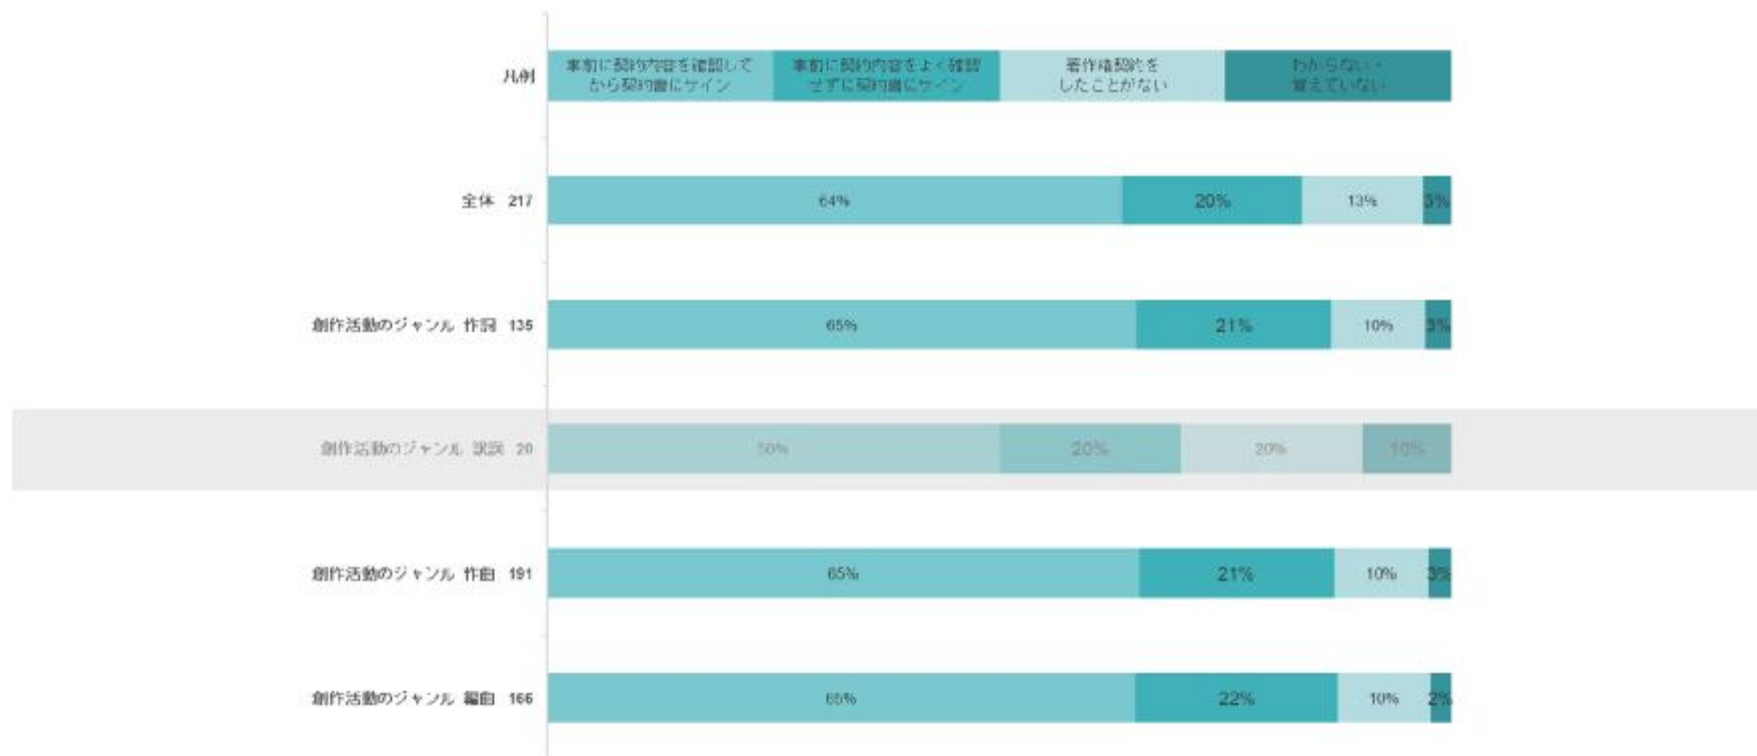 凡例
事前に契約内容を確認して
から契約書にサイン
事前に契約内容をよく確認
せずに契約書にサイン
著作権契約を
したことがない
わからない・
覚えていない
全体 217
64%
20%
13%
3%
創作活動のジャンル 作詞 135
65%
21%
10%
3%
創作活動のジャンル 訳詞 20
50%
20%
20%
10%
創作活動のジャンル 作曲 191
65%
21%
10%
3%
創作活動のジャンル 編曲 166
65%
22%
10%
2%